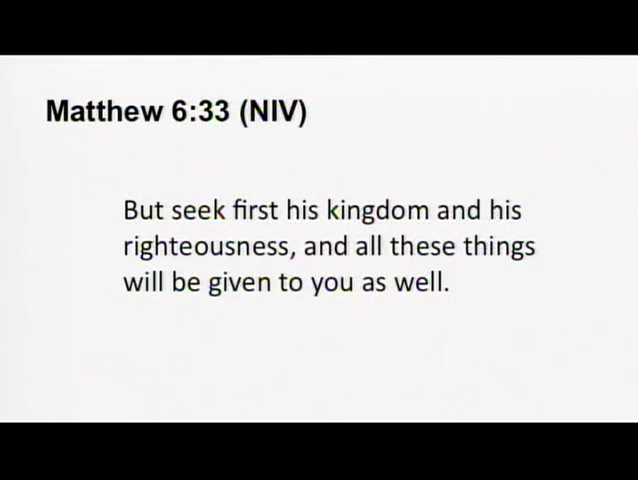 Matthew 6:33 (NIV)
But seek first his kingdom and his
righteousness, and all these things
will be given to you as well.